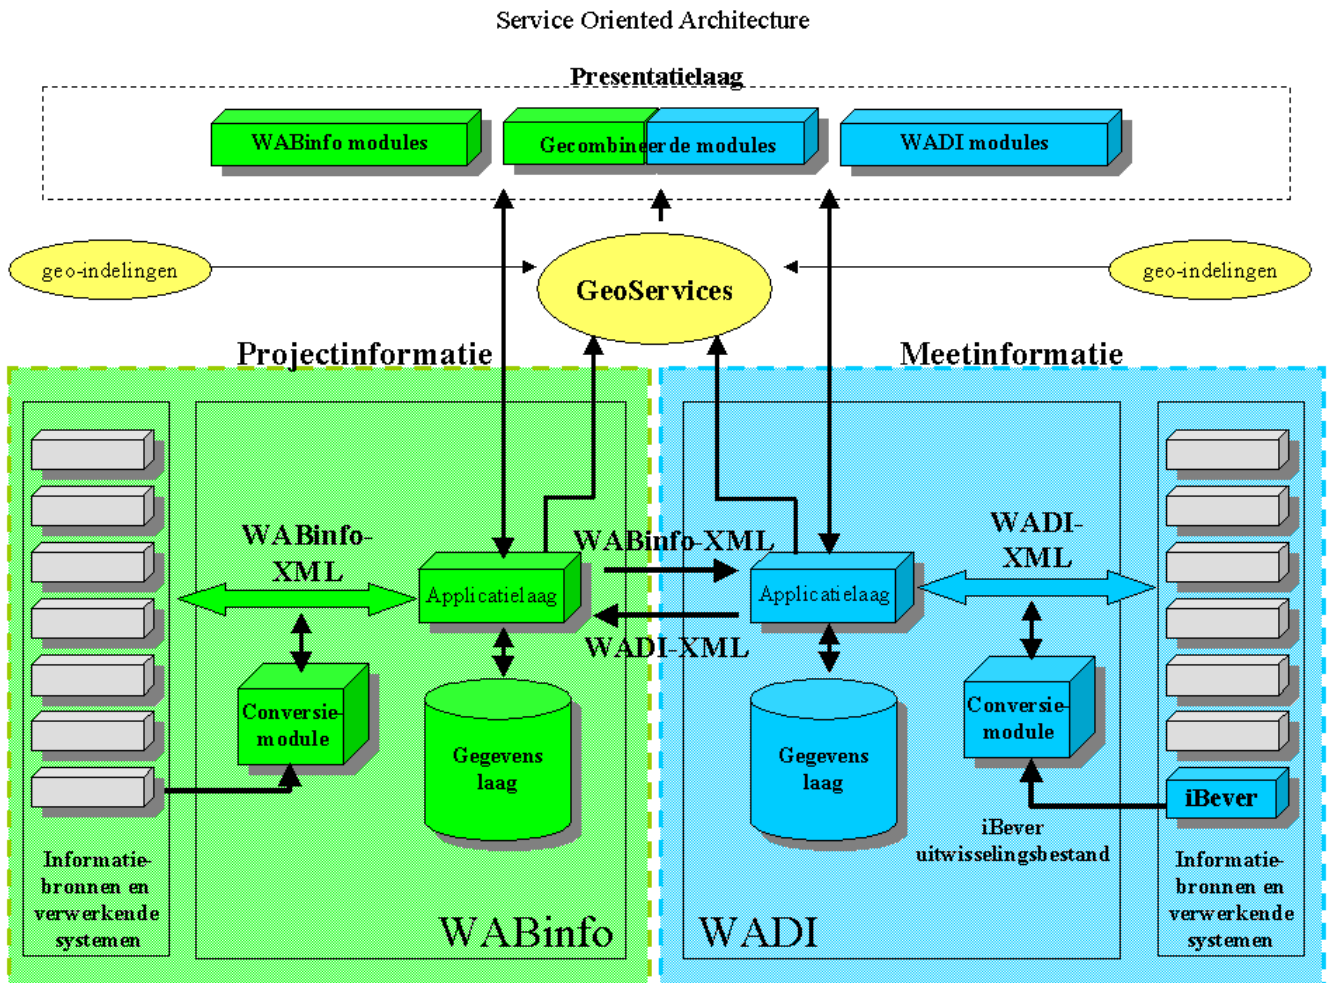 Service Oriented Architecture
Presentatielaag
WABinfo modules
Gecombineerde modules
WADI modules
geo-indelingen
GeoServices
geo-indelingen
Projectinformatie
Meetinformatie
WABinfo-
XML
Applicatielaag
WABinfo-XML
WADI-XML
Applicatielaag
WADI-
XML
Conversie-
module
Gegevens
laag
Gegevens
laag
Conversie-
module
iBever
iBever
uitwisselingsbestand
Informatie-
bronnen en
verwerkende
systemen
WABinfo
WADI
Informatie-
bronnen en
verwerkende
systemen